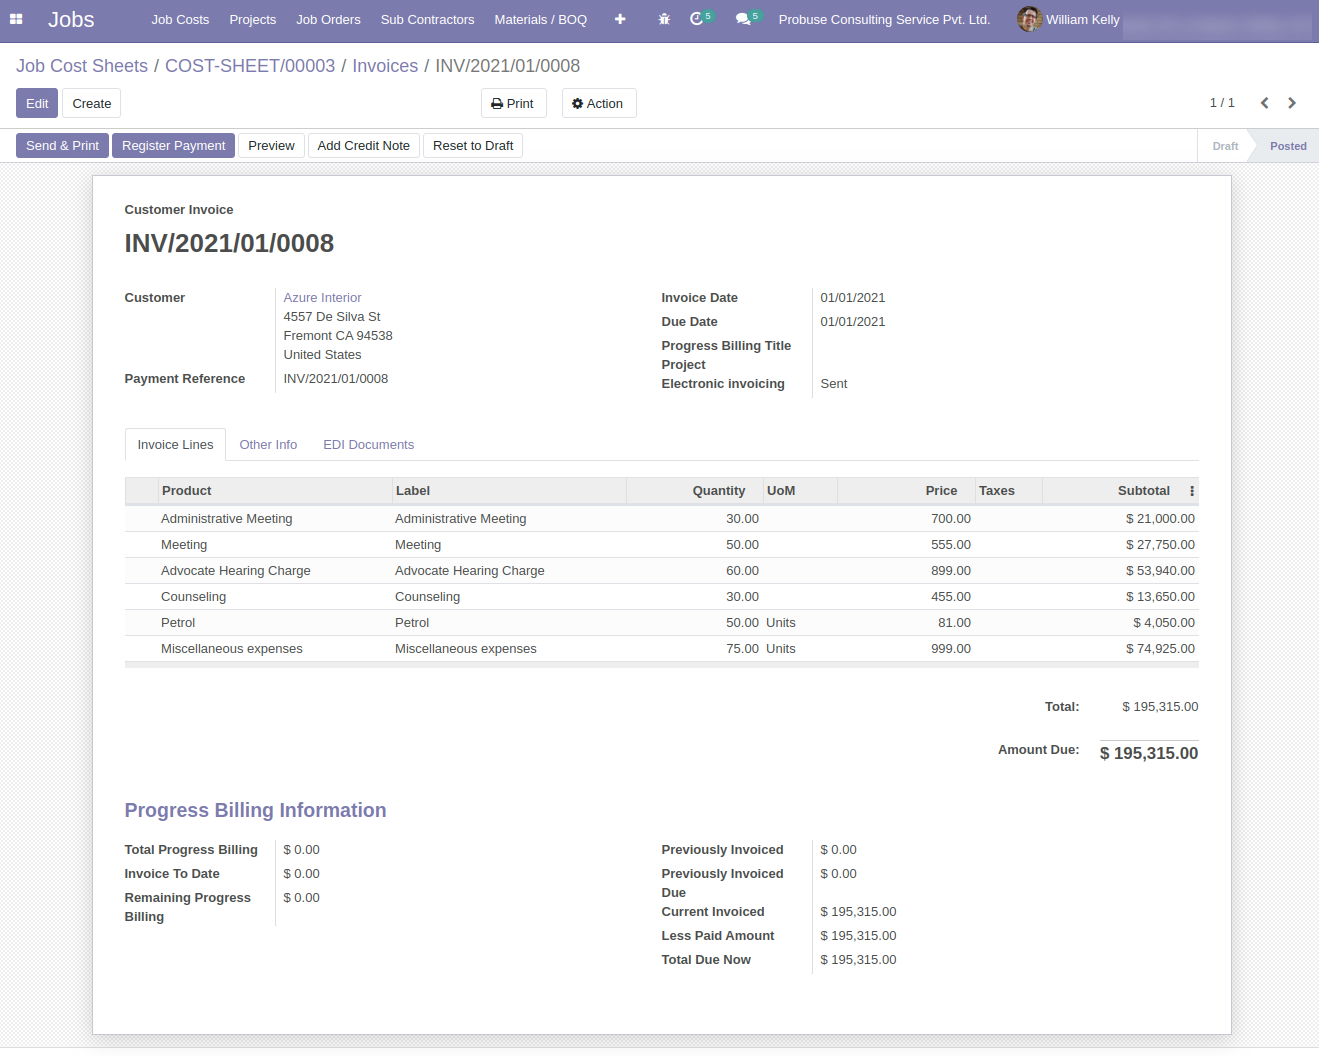 Jobs Job Costs Projects Job Orders Sub Contractors Materials / BOQ 5 5 Probuse Consulting Service Pvt. Ltd. William Kelly
Job Cost Sheets / COST-SHEET/00003 / Invoices / INV/2021/01/0008
Edit Create Print Action 1 / 1
Send & Print Register Payment Preview Add Credit Note Reset to Draft Draft Posted
Customer Invoice
INV/2021/01/0008
Customer Azure Interior Invoice Date 01/01/2021
4557 De Silva St
Due Date 01/01/2021
Fremont CA 94538
Progress Billing Title
United States
Project
Payment Reference INV/2021/01/0008
Electronic invoicing Sent
Invoice Lines Other Info EDI Documents
Product Label Quantity UoM Price Taxes Subtotal
Administrative Meeting Administrative Meeting 30.00 700.00 $ 21,000.00
Meeting Meeting 50.00 555.00 $ 27,750.00
Advocate Hearing Charge Advocate Hearing Charge 60.00 899.00 $ 53,940.00
Counseling Counseling 30.00 455.00 $ 13,650.00
Petrol Petrol 50.00 Units 81.00 $ 4,050.00
Miscellaneous expenses Miscellaneous expenses 75.00 Units 999.00 $ 74,925.00
Total: $ 195,315.00
Amount Due: $ 195,315.00
Progress Billing Information
Total Progress Billing $ 0.00 Previously Invoiced $ 0.00
Invoice To Date $ 0.00 Previously Invoiced $ 0.00
Due
Remaining Progress $ 0.00
Billing
Current Invoiced $ 195,315.00
Less Paid Amount $ 195,315.00
Total Due Now $ 195,315.00